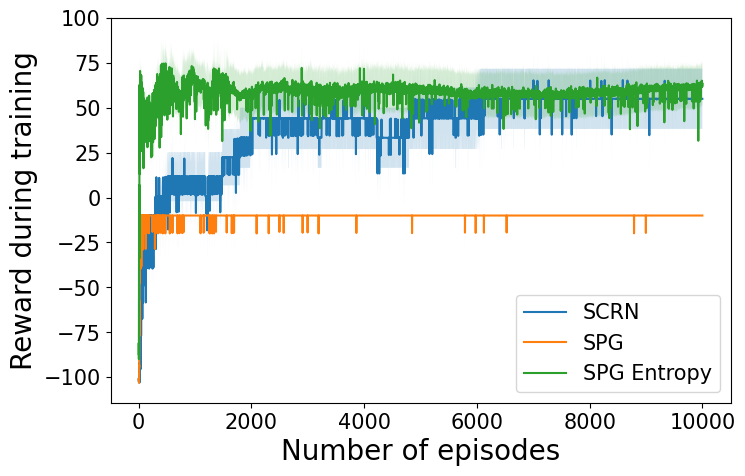 Reward during training
100
75
50
25
0
−25
−50
−75
−100
0 2000 4000 6000 8000 10000
Number of episodes
SCRN
SPG
SPG Entropy